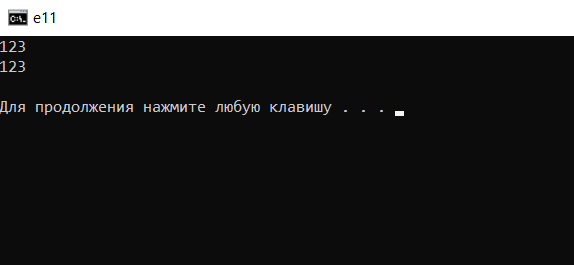 e11
123
123
Для продолжения нажмите любую клавишу . . .